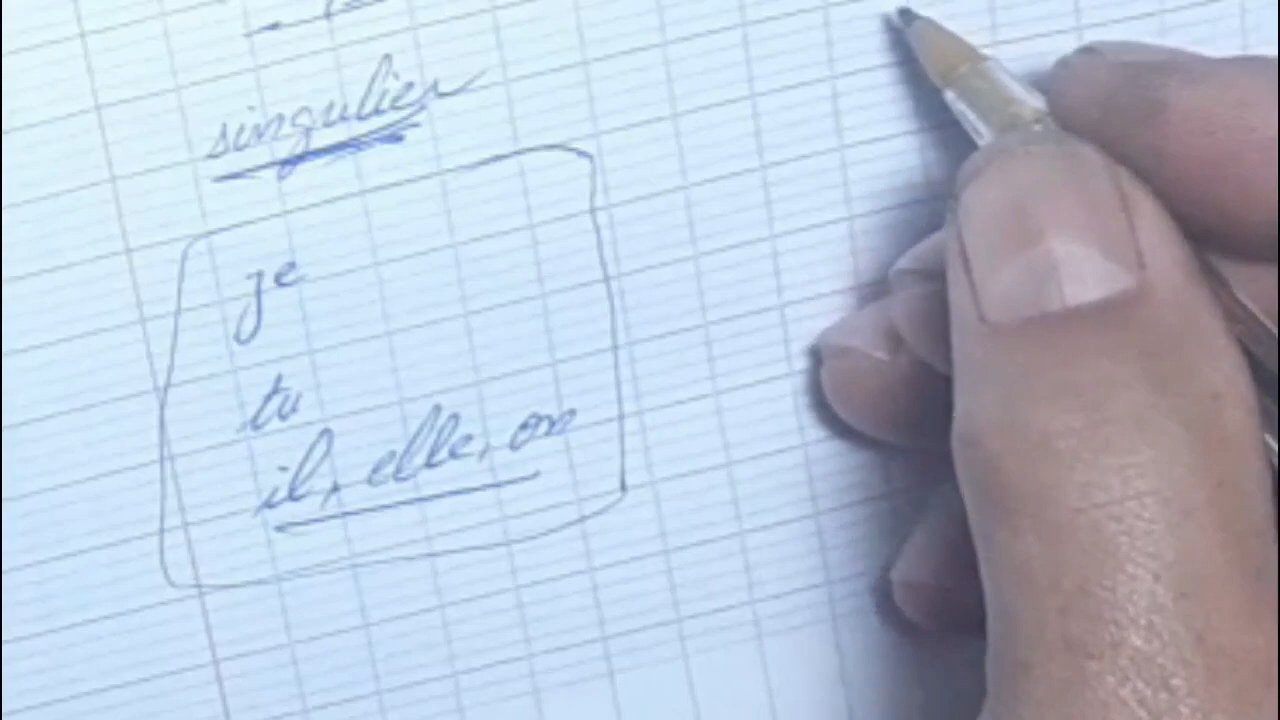 singulier
je
tu
il, elle, on